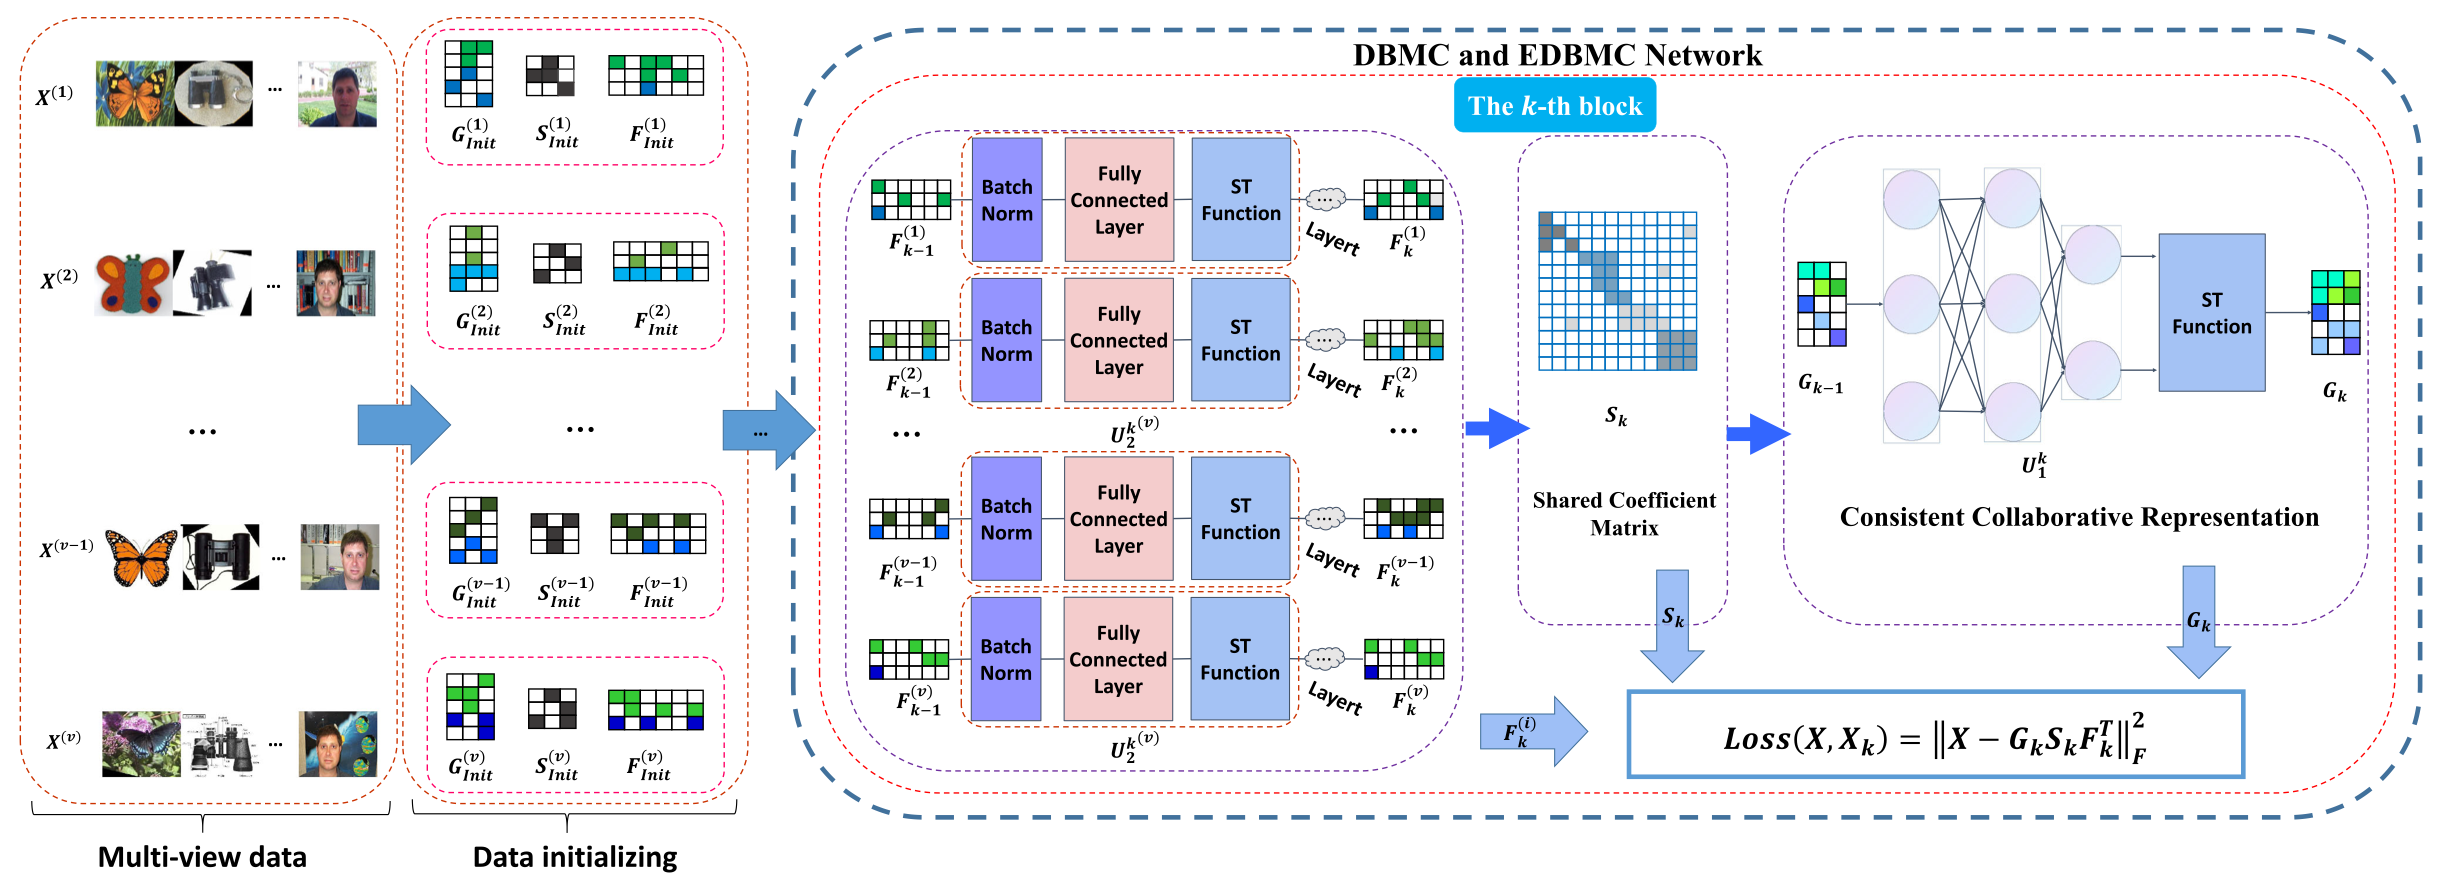 DBMC and EDBMC Network
The k-th block
X^{(1)}
...
G_{Init}^{(1)} S_{Init}^{(1)} F_{Init}^{(1)}
X^{(2)}
...
G_{Init}^{(2)} S_{Init}^{(2)} F_{Init}^{(2)}
...
...
...
X^{(v-1)}
...
G_{Init}^{(v-1)} S_{Init}^{(v-1)} F_{Init}^{(v-1)}
X^{(v)}
...
G_{Init}^{(v)} S_{Init}^{(v)} F_{Init}^{(v)}
Multi-view data
Data initializing
F_{k-1}^{(1)}
Batch
Norm
Fully
Connected
Layer
ST
Function
...
Layert
F_k^{(1)}
F_{k-1}^{(2)}
Batch
Norm
Fully
Connected
Layer
ST
Function
...
Layert
F_k^{(2)}
...
U_2^{k^{(v)}}
...
F_{k-1}^{(v-1)}
Batch
Norm
Fully
Connected
Layer
ST
Function
...
Layert
F_k^{(v-1)}
F_{k-1}^{(v)}
Batch
Norm
Fully
Connected
Layer
ST
Function
...
Layert
F_k^{(v)}
U_2^{k^{(v)}}
S_k
Shared Coefficient
Matrix
G_{k-1}
ST
Function
G_k
U_1^k
Consistent Collaborative Representation
S_k
G_k
F_k^{(i)}
Loss(X, X_k) = ‖X − G_k S_k F_k^T‖_F^2